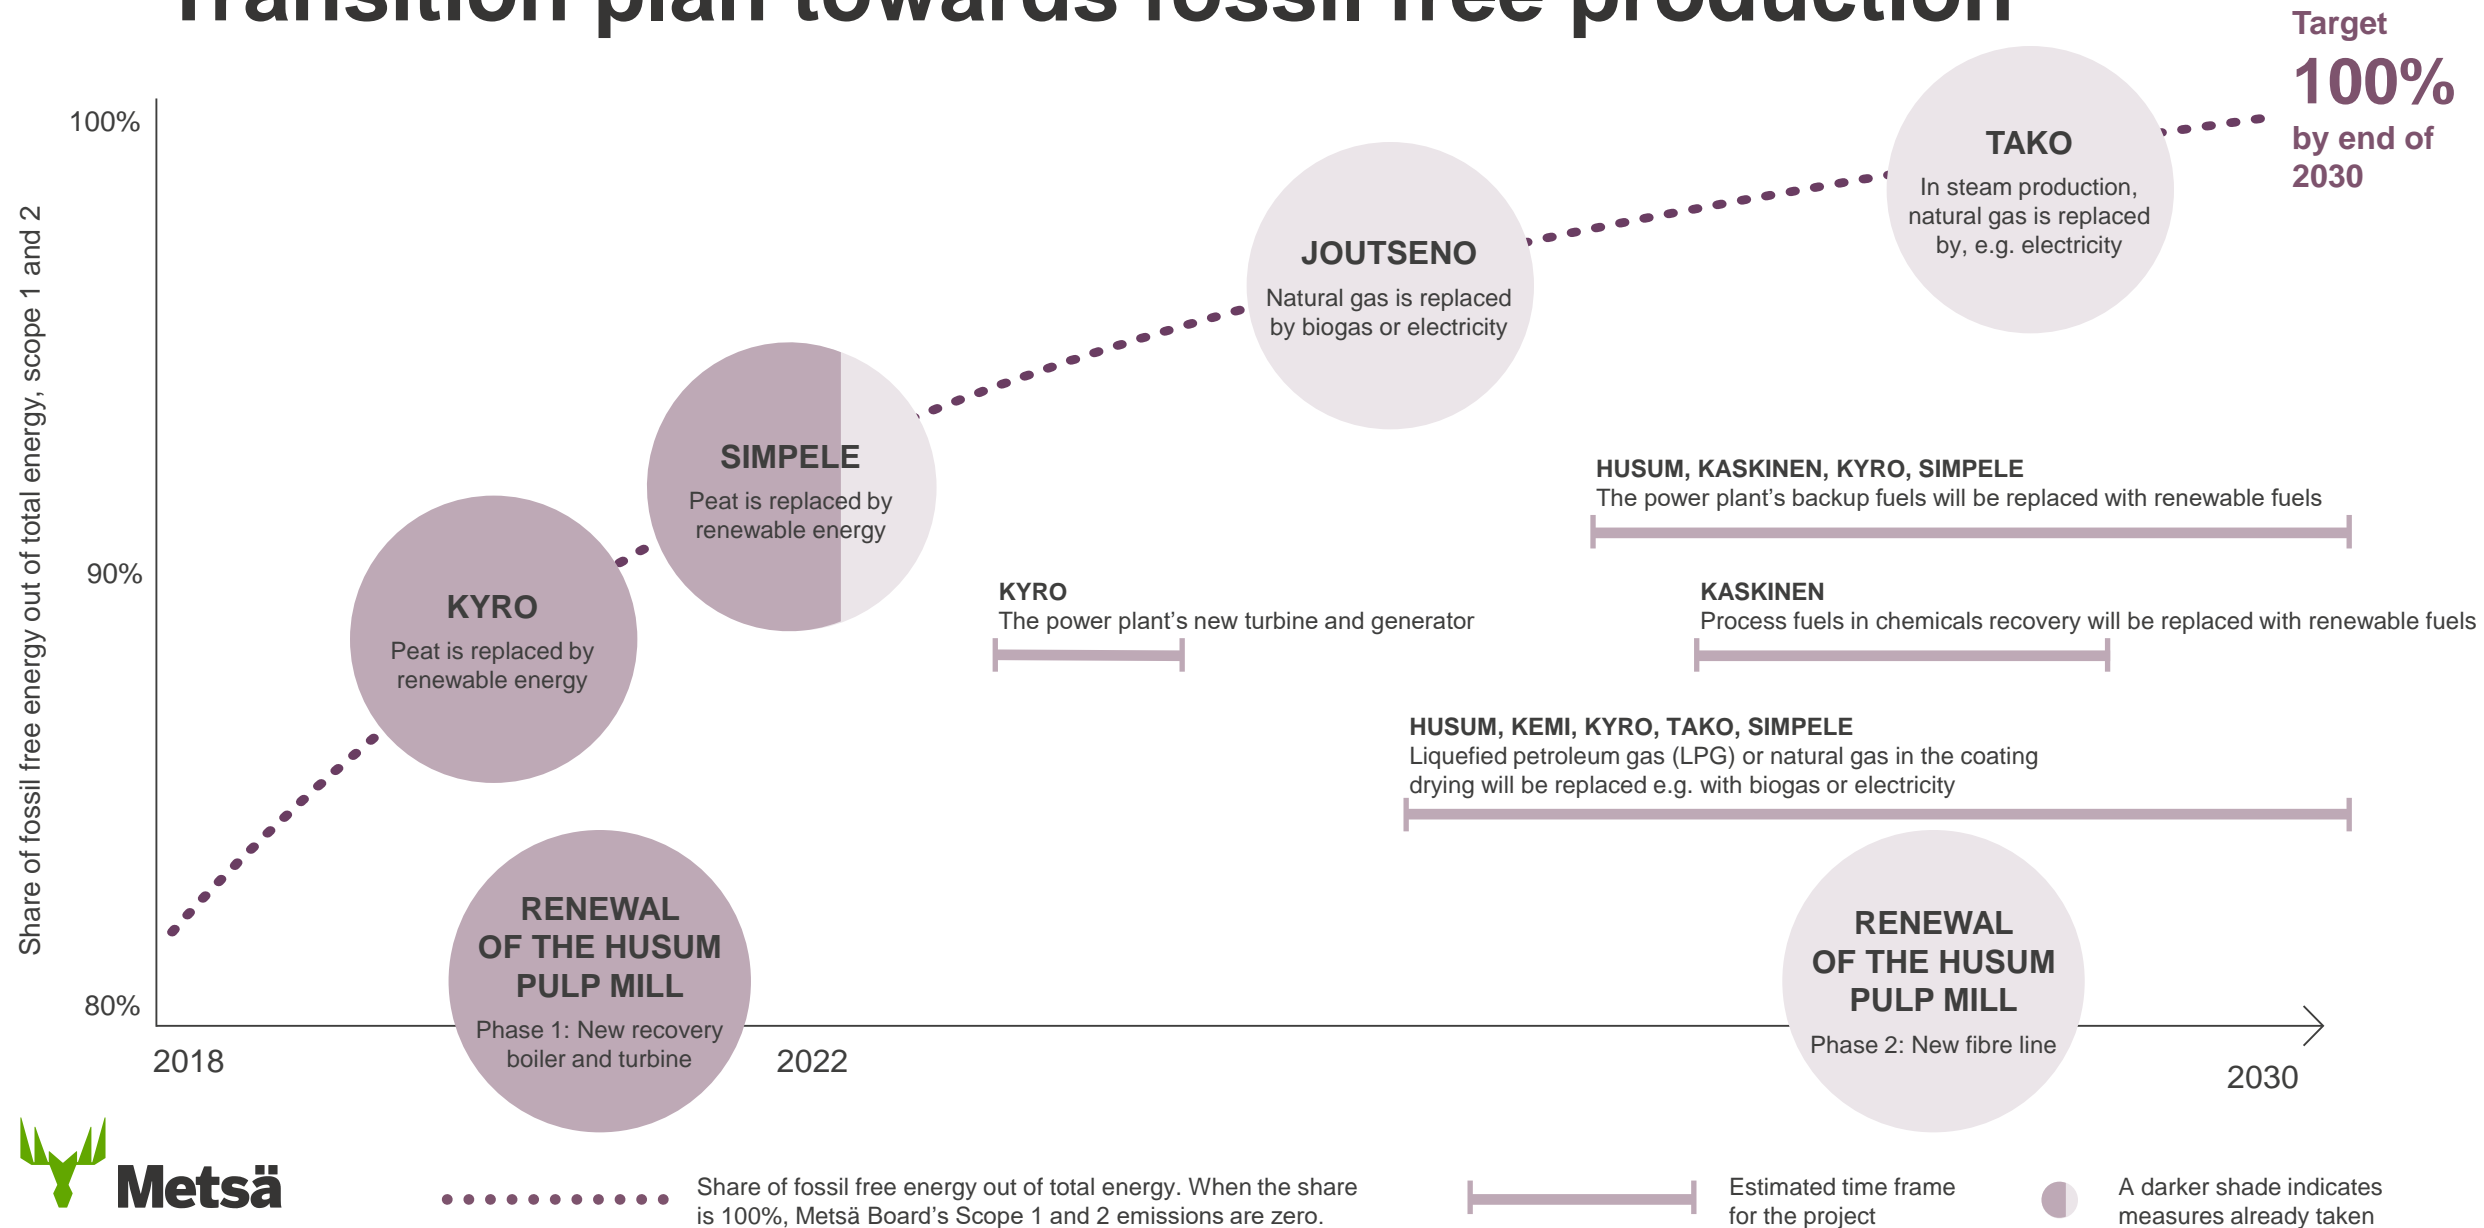 Transition plan towards fossil free production
Target
100%
by end of
2030
100%
90%
80%
Share of fossil free energy out of total energy, scope 1 and 2
TAKO
In steam production,
natural gas is replaced
by, e.g. electricity
JOUTSENO
Natural gas is replaced
by biogas or electricity
SIMPELE
Peat is replaced by
renewable energy
KYRO
Peat is replaced by
renewable energy
HUSUM, KASKINEN, KYRO, SIMPELE
The power plant's backup fuels will be replaced with renewable fuels
KYRO
The power plant's new turbine and generator
KASKINEN
Process fuels in chemicals recovery will be replaced with renewable fuels
HUSUM, KEMI, KYRO, TAKO, SIMPELE
Liquefied petroleum gas (LPG) or natural gas in the coating
drying will be replaced e.g. with biogas or electricity
RENEWAL
OF THE HUSUM
PULP MILL
Phase 1: New recovery
boiler and turbine
RENEWAL
OF THE HUSUM
PULP MILL
Phase 2: New fibre line
2018
2022
2030
Metsä
Share of fossil free energy out of total energy. When the share
is 100%, Metsä Board's Scope 1 and 2 emissions are zero.
Estimated time frame
for the project
A darker shade indicates
measures already taken